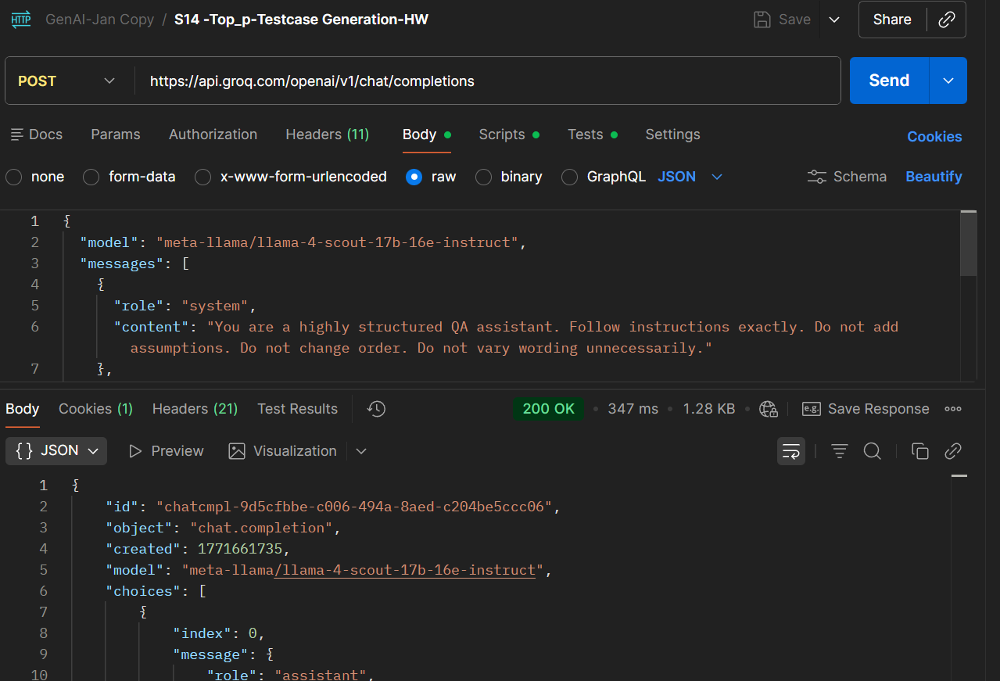 HTTP GenAI-Jan Copy / S14 -Top_p-Testcase Generation-HW Save Share
POST https://api.groq.com/openai/v1/chat/completions Send
Docs Params Authorization Headers (11) Body Scripts Tests Settings Cookies
none form-data x-www-form-urlencoded raw binary GraphQL JSON Schema Beautify
1 {
2 "model": "meta-llama/llama-4-scout-17b-16e-instruct",
3 "messages": [
4 {
5 "role": "system",
6 "content": "You are a highly structured QA assistant. Follow instructions exactly. Do not add
assumptions. Do not change order. Do not vary wording unnecessarily."
7 },
Body Cookies (1) Headers (21) Test Results 200 OK • 347 ms • 1.28 KB • e.g. Save Response
{} JSON Preview Visualization
1 {
2 "id": "chatcmpl-9d5cfbbe-c006-494a-8aed-c204be5ccc06",
3 "object": "chat.completion",
4 "created": 1771661735,
5 "model": "meta-llama/llama-4-scout-17b-16e-instruct",
6 "choices": [
7 {
8 "index": 0,
9 "message": {
10 "role": "assistant",